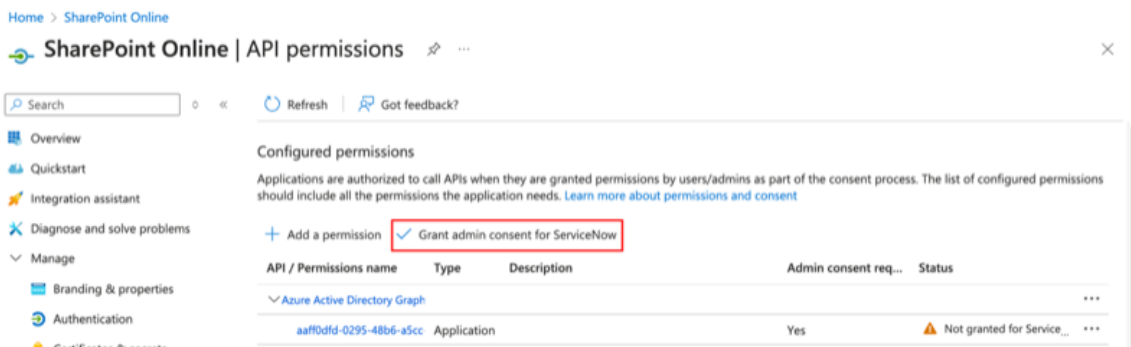 Home > SharePoint Online
SharePoint Online | API permissions
Search
Refresh
Got feedback?
Overview
Quickstart
Integration assistant
Diagnose and solve problems
Manage
Branding & properties
Authentication
Configured permissions
Applications are authorized to call APIs when they are granted permissions by users/admins as part of the consent process. The list of configured permissions
should include all the permissions the application needs. Learn more about permissions and consent
Add a permission
Grant admin consent for ServiceNow
API / Permissions name Type Description Admin consent req... Status
Azure Active Directory Graph
aaff0dfd-0295-48b6-a5cc Application Yes Not granted for Service...